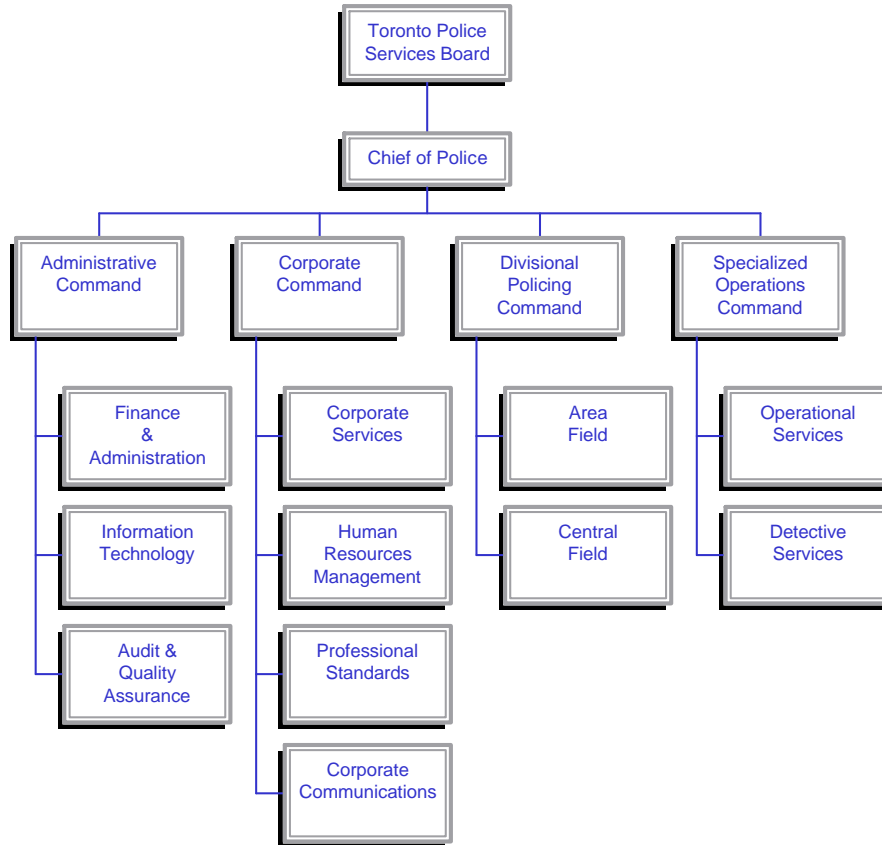 Toronto Police
Services Board
Chief of Police
Administrative
Command
Corporate
Command
Divisional
Policing
Command
Specialized
Operations
Command
Finance
&
Administration
Corporate
Services
Area
Field
Operational
Services
Information
Technology
Human
Resources
Management
Central
Field
Detective
Services
Audit &
Quality
Assurance
Professional
Standards
Corporate
Communications